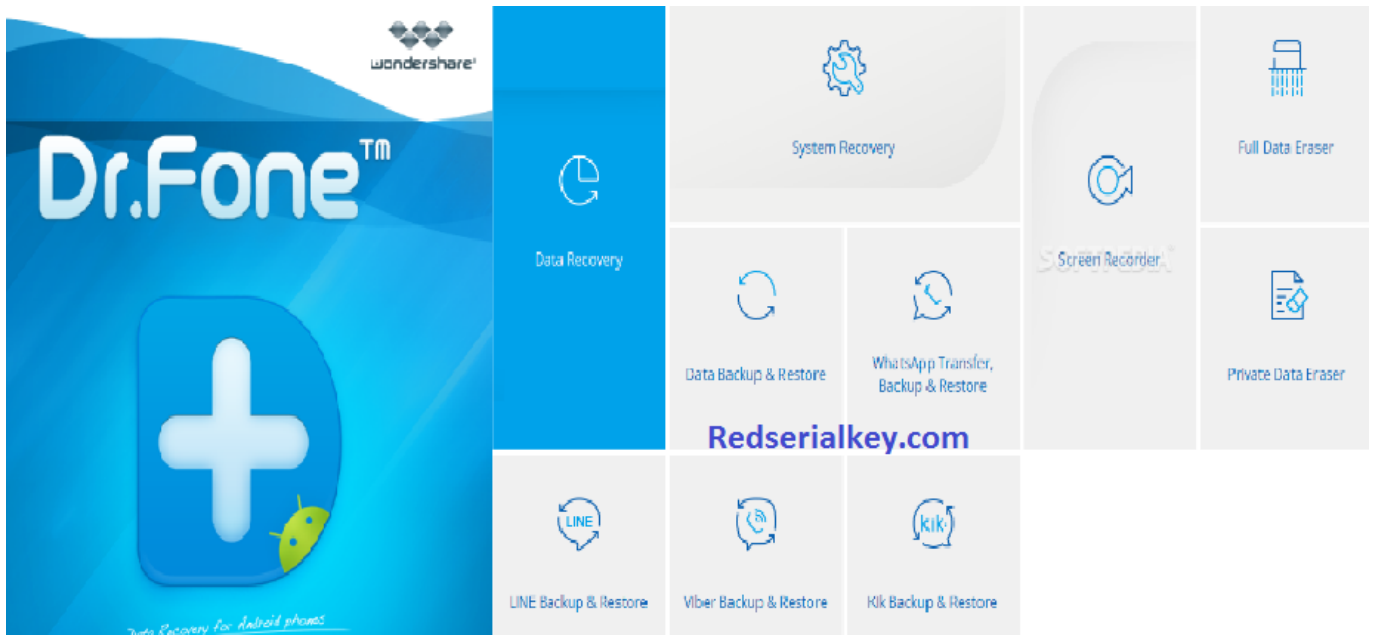 wondershare
Dr.Fone™
Data Recovery for Android phones
Data Recovery
System Recovery
Screen Recorder
SOFTPEDIA
Full Data Eraser
Data Backup & Restore
WhatsApp Transfer,
Backup & Restore
Private Data Eraser
Redserialkey.com
LINE
LINE Backup & Restore
Viber Backup & Restore
kik
Kik Backup & Restore